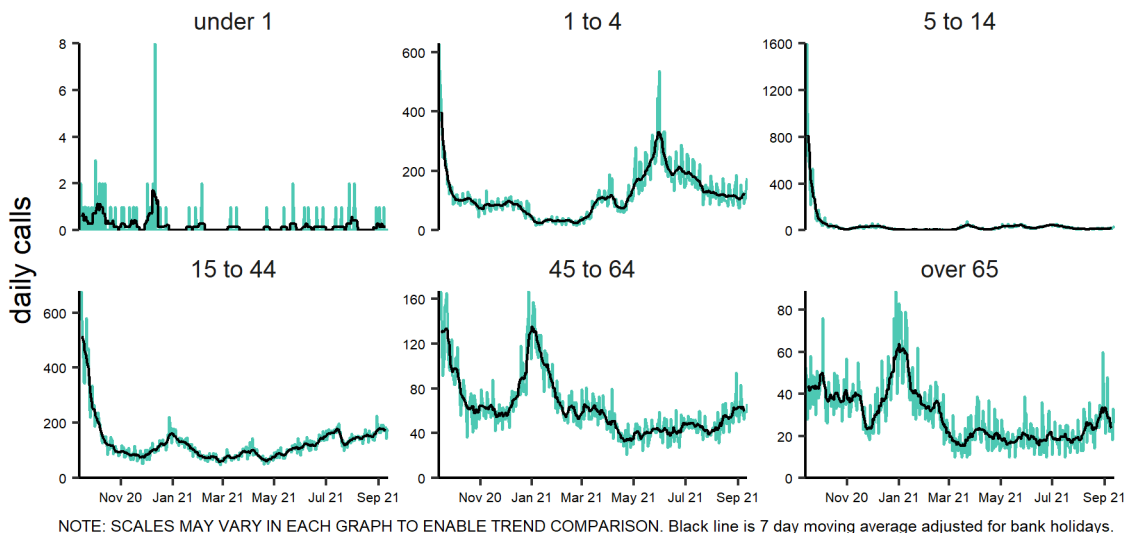 under 1 1 to 4 5 to 14
8 600 1600
6 400 1200
4 800
2 200 400
0 0 0
daily calls
15 to 44 45 to 64 over 65
600 160 80
400 120 60
200 80 40
0 40 20
0 0
Nov 20 Jan 21 Mar 21 May 21 Jul 21 Sep 21 Nov 20 Jan 21 Mar 21 May 21 Jul 21 Sep 21 Nov 20 Jan 21 Mar 21 May 21 Jul 21 Sep 21
NOTE: SCALES MAY VARY IN EACH GRAPH TO ENABLE TREND COMPARISON. Black line is 7 day moving average adjusted for bank holidays.